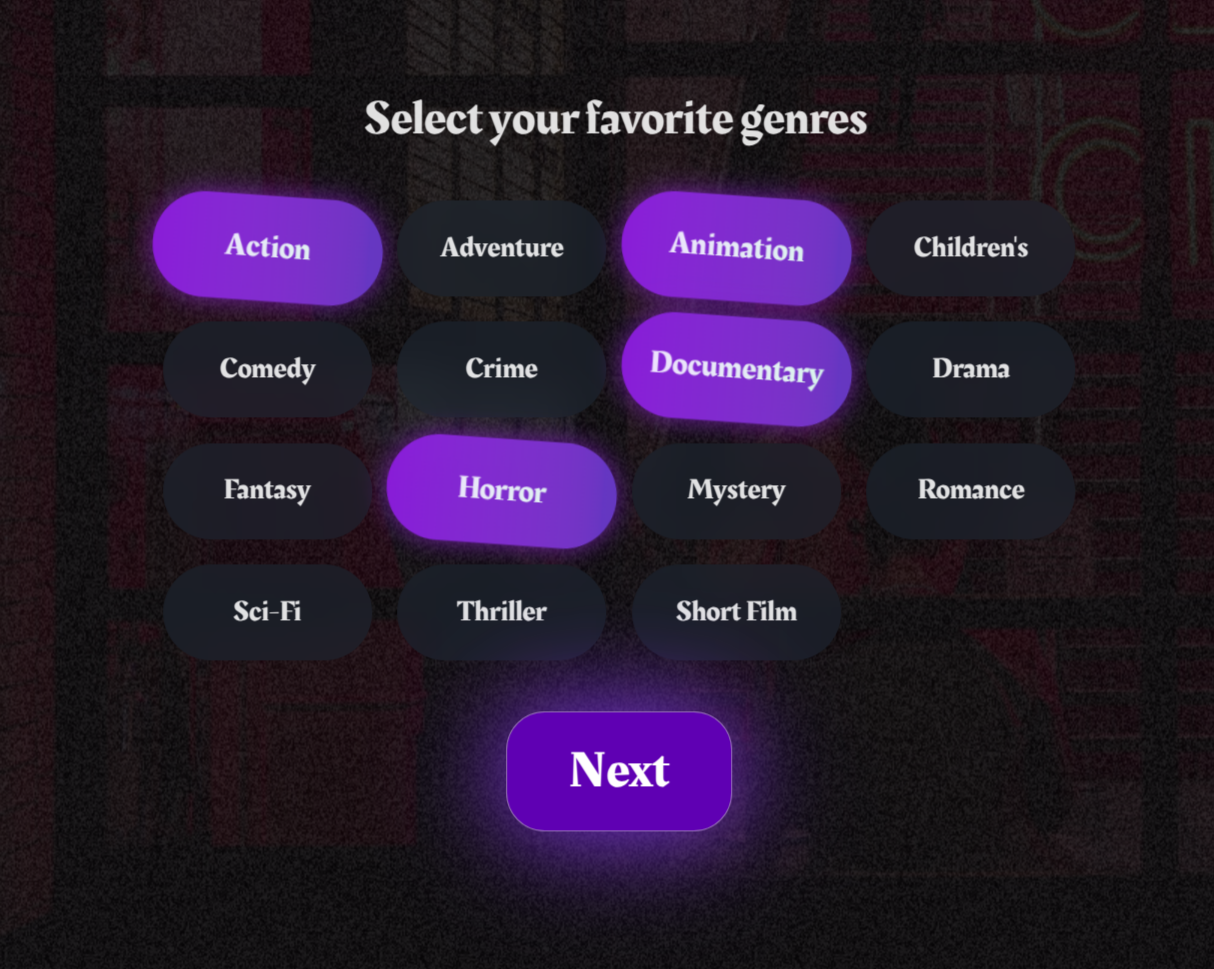 Select your favorite genres
Action Adventure Animation Children's
Comedy Crime Documentary Drama
Fantasy Horror Mystery Romance
Sci-Fi Thriller Short Film
Next